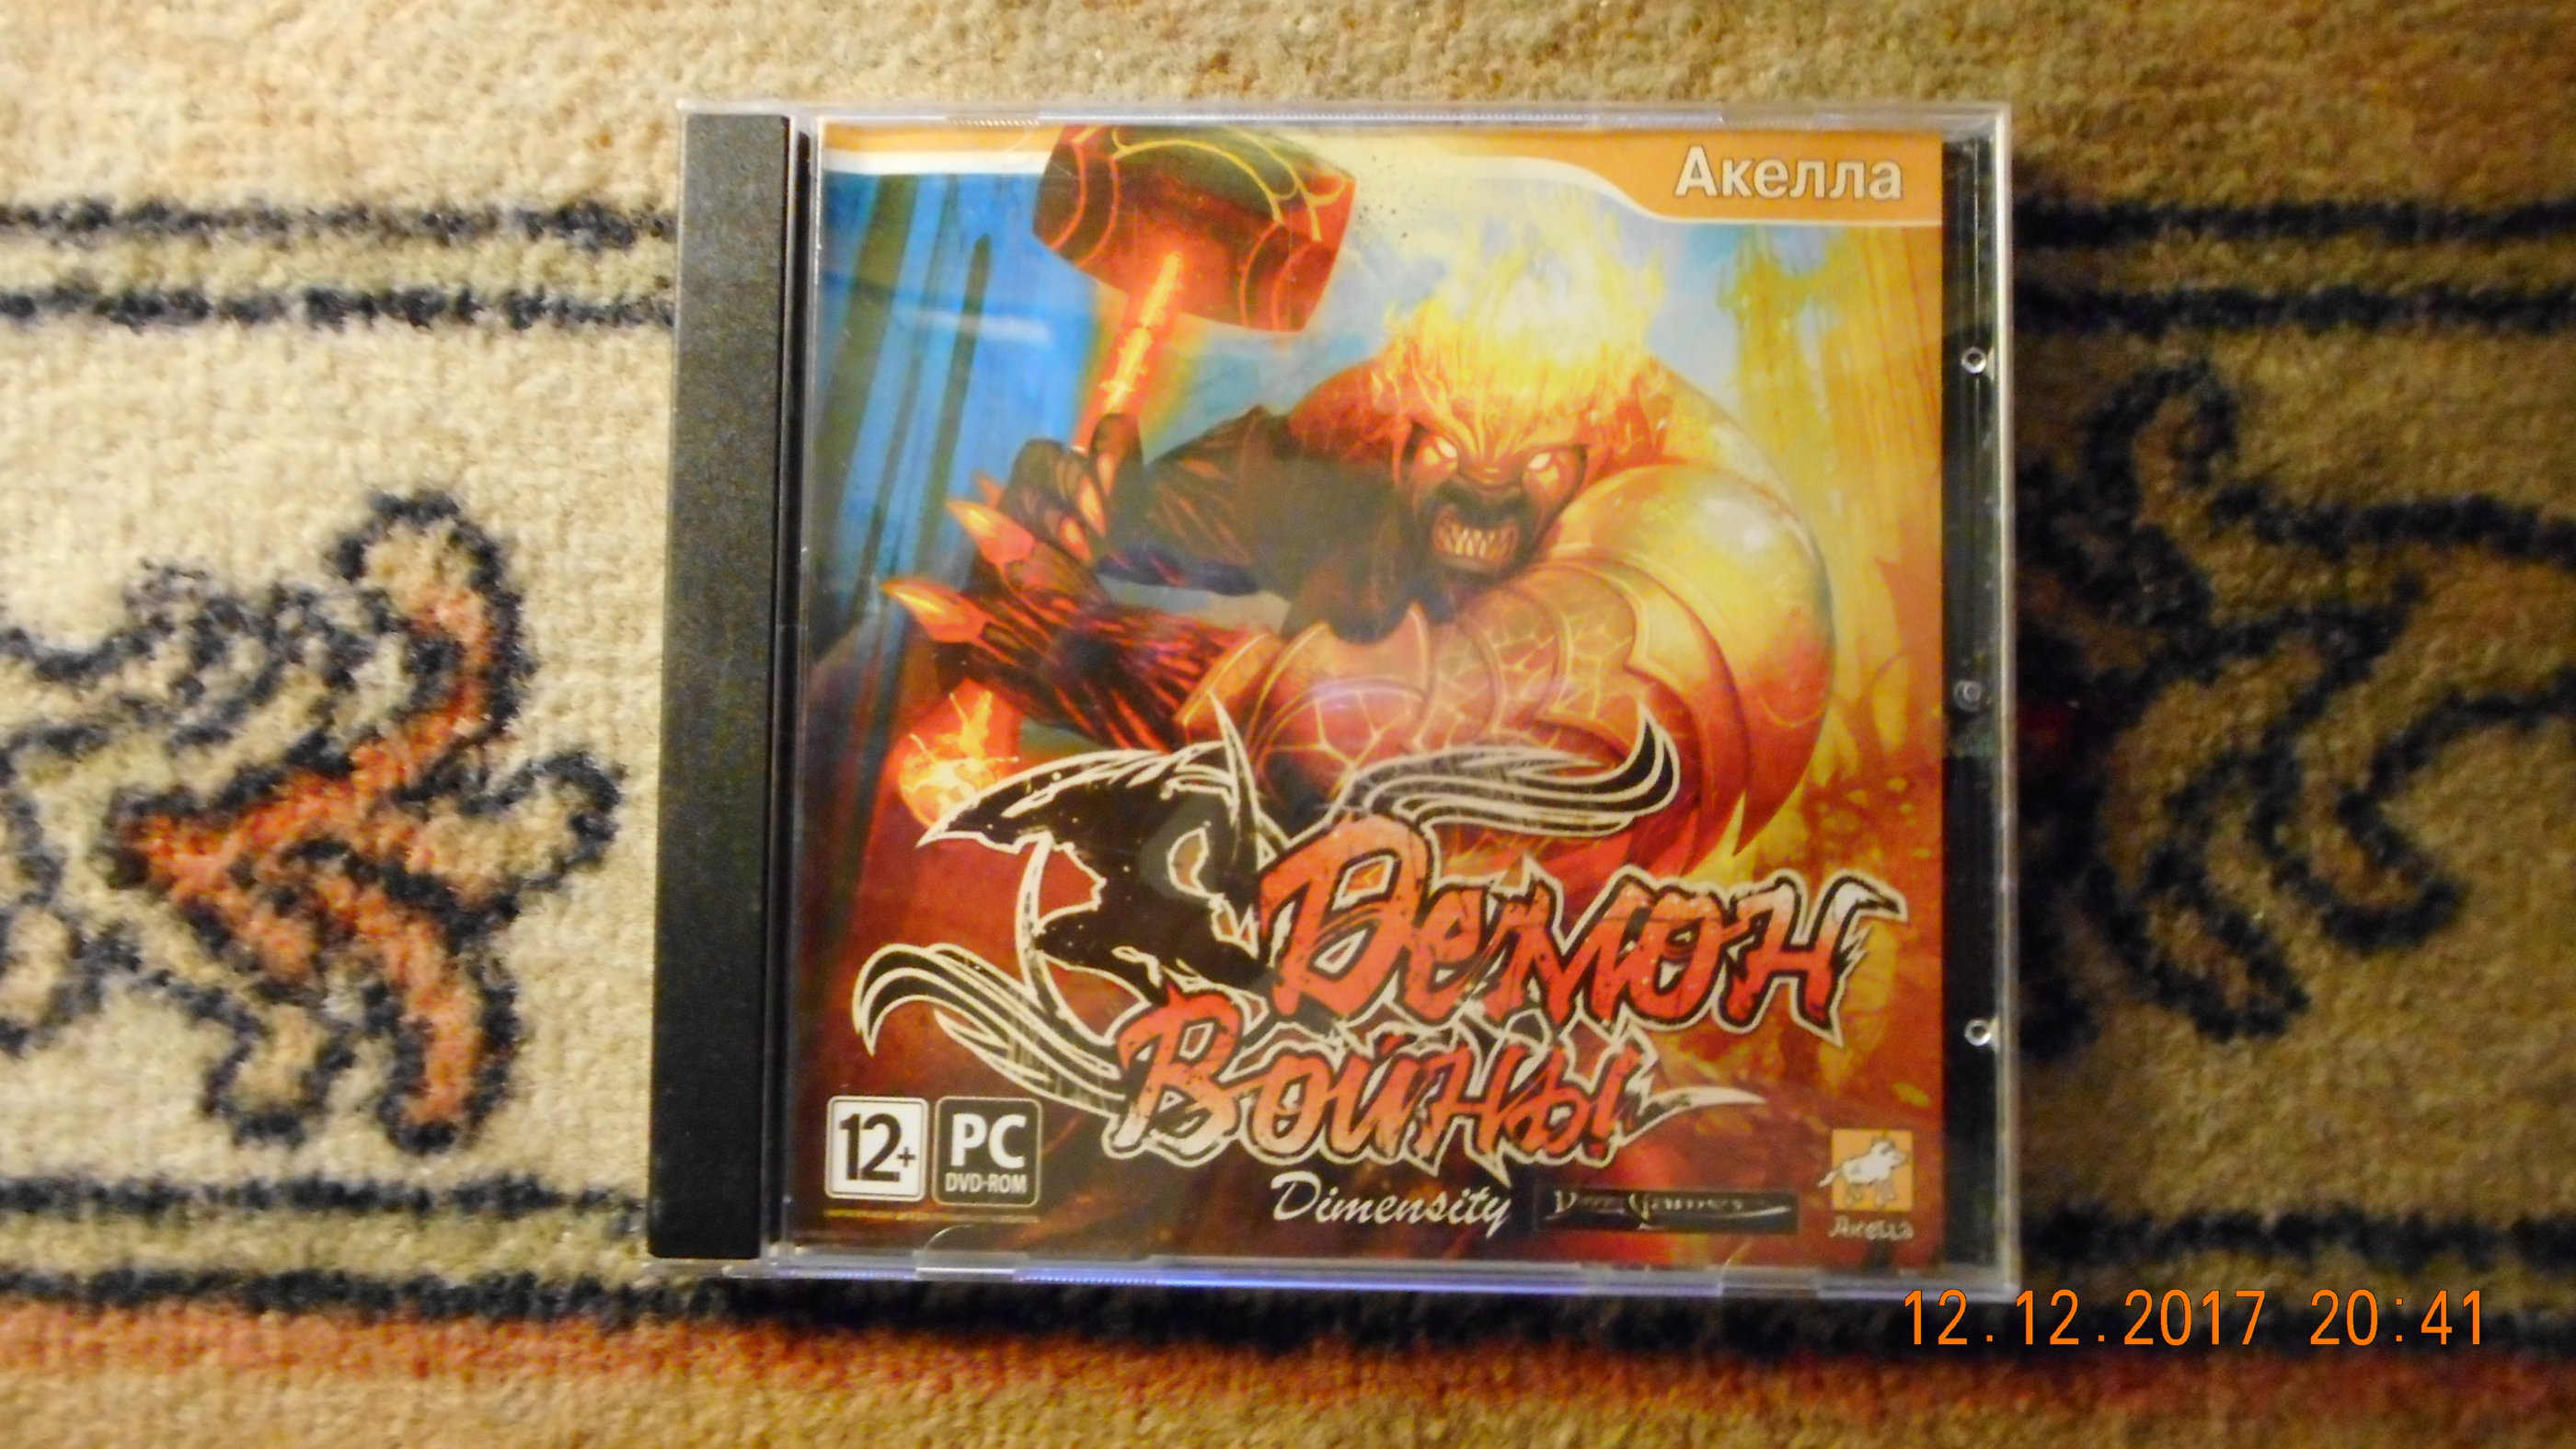 Акелла
Демон
Войны
12+
PC
DVD-ROM
Dimensity
Акелла
12.12.2017 20:41